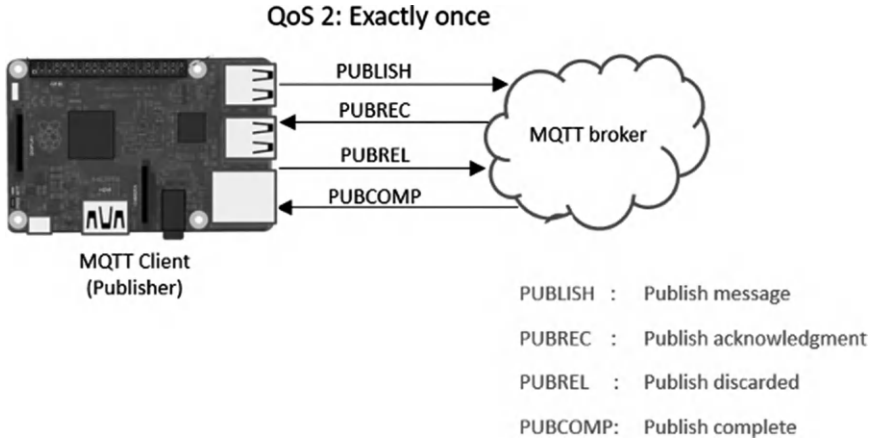 QoS 2: Exactly once
PUBLISH
PUBREC
MQTT broker
PUBREL
PUBCOMP
MQTT Client
(Publisher)
PUBLISH : Publish message
PUBREC : Publish acknowledgment
PUBREL : Publish discarded
PUBCOMP: Publish complete